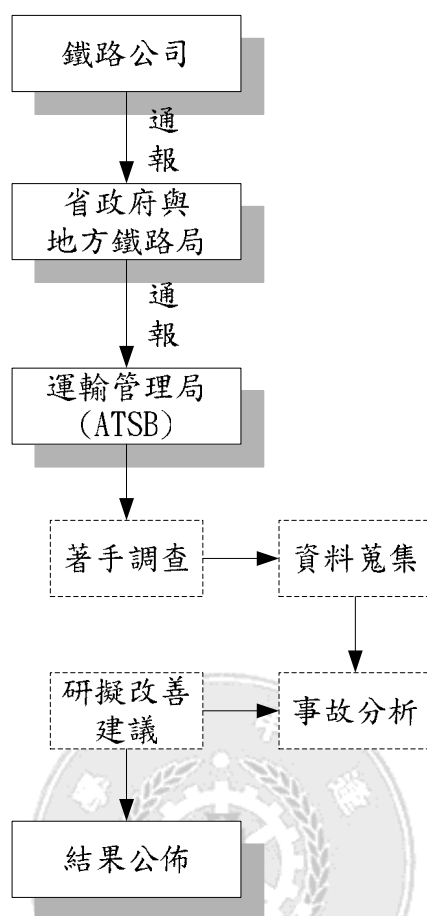 鐵路公司
通
報
省政府與
地方鐵路局
通
報
運輸管理局
(ATSB)
著手調查
資料蒐集
研擬改善
建議
事故分析
結果公佈